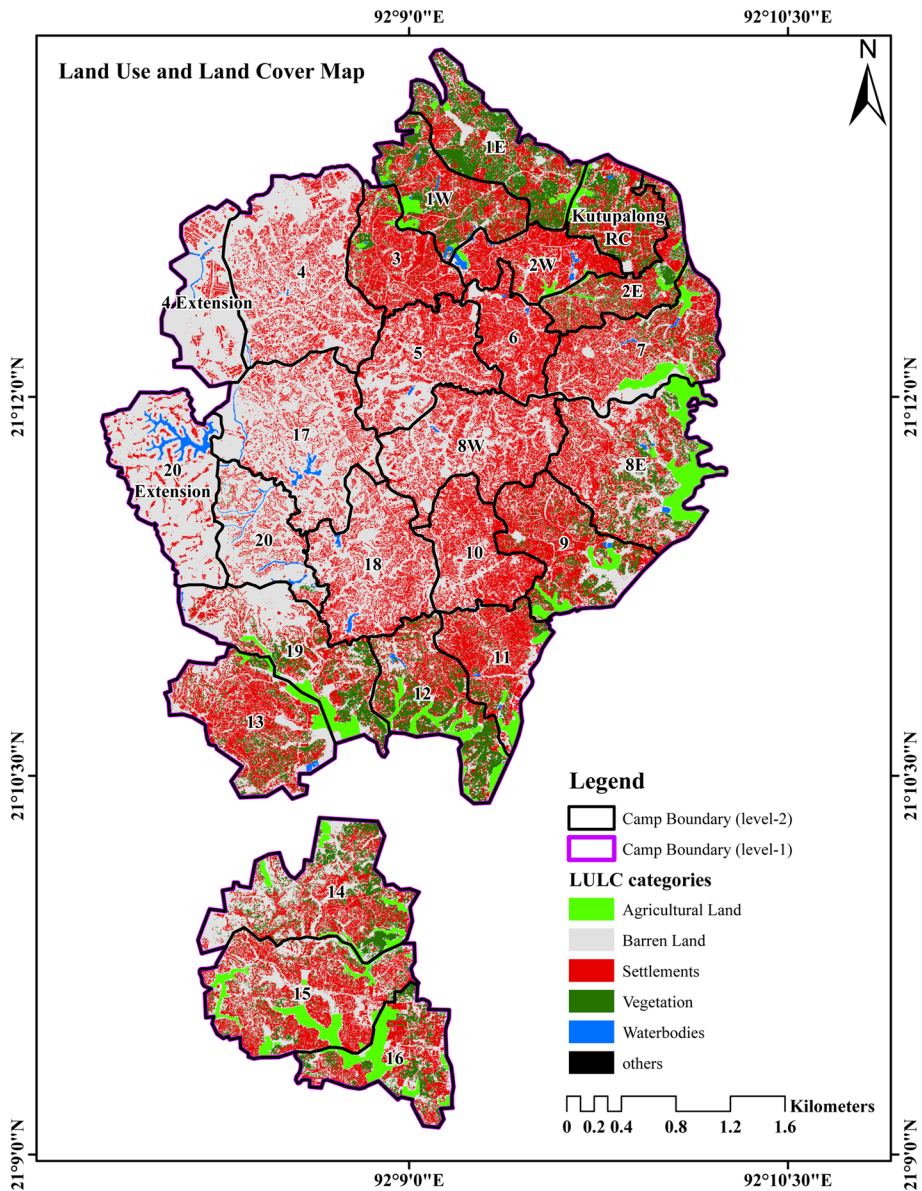 92°9'0"E
92°10'30"E
Land Use and Land Cover Map
N
1E
1W
Kutupalong
RC
3
2W
4
2E
4 Extension
6
7
5
21°12'0"N
21°12'0"N
17
8W
8E
20
Extension
20
9
10
18
19
11
12
13
21°10'30"N
21°10'30"N
Legend
Camp Boundary (level-2)
Camp Boundary (level-1)
LULC categories
Agricultural Land
Barren Land
Settlements
Vegetation
Waterbodies
others
14
15
16
Kilometers
0 0.2 0.4 0.8 1.2 1.6
21°9'0"N
21°9'0"N
92°9'0"E
92°10'30"E